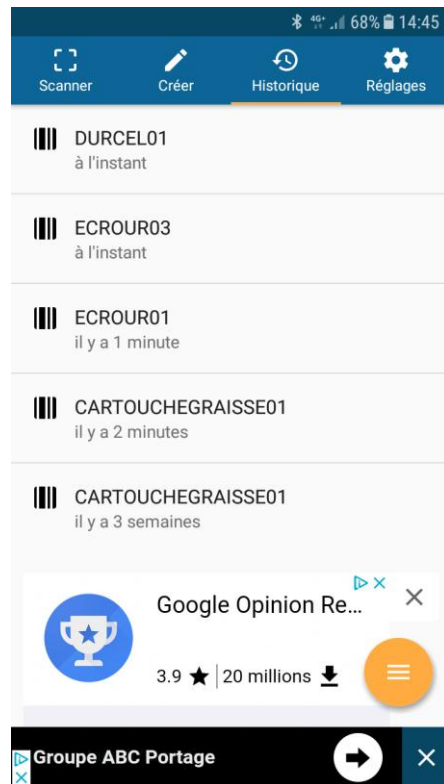 4G+ 68% 14:45
Scanner Créer Historique Réglages
DURCEL01
à l'instant
ECROUR03
à l'instant
ECROUR01
il y a 1 minute
CARTOUCHEGRAISSE01
il y a 2 minutes
CARTOUCHEGRAISSE01
il y a 3 semaines
Google Opinion Re...
3.9 ★ 20 millions
Groupe ABC Portage